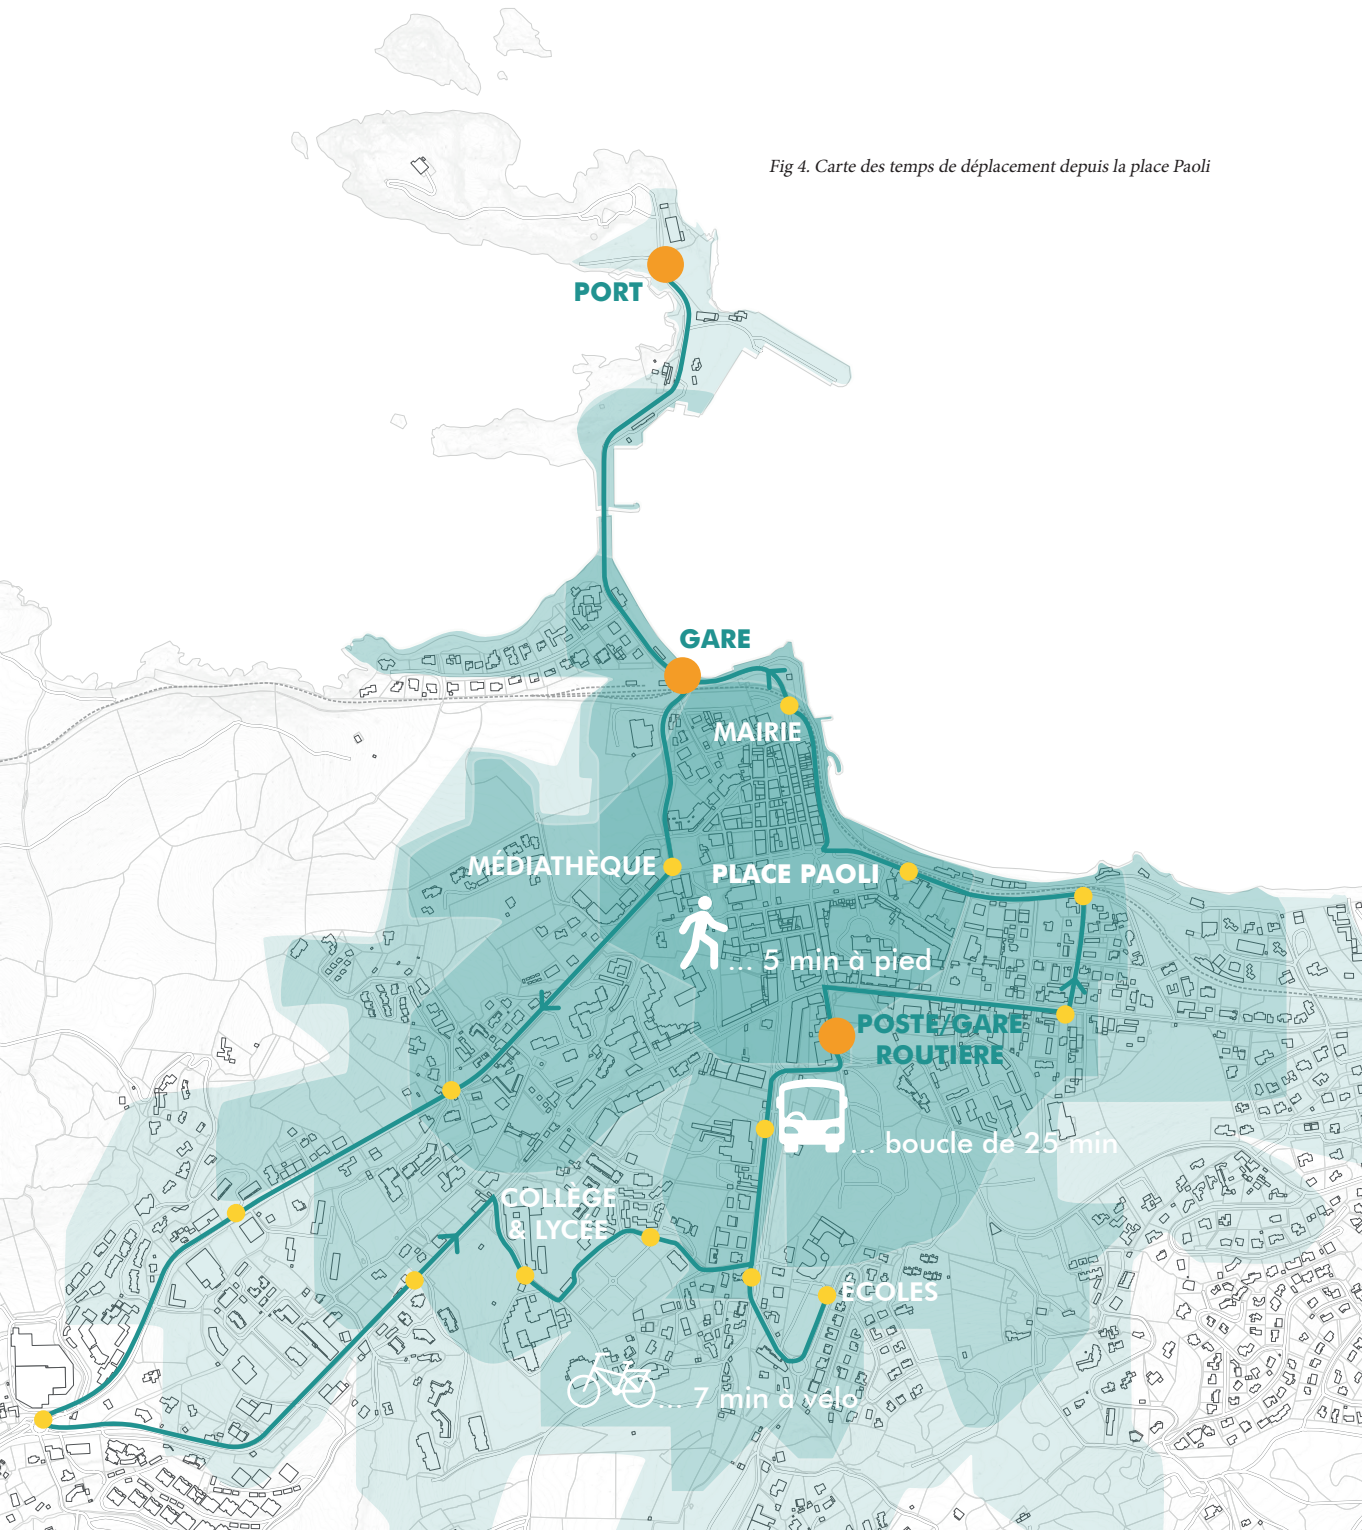 Fig 4. Carte des temps de déplacement depuis la place Paoli
PORT
GARE
MAIRIE
MÉDIATHÈQUE
PLACE PAOLI
... 5 min à pied
POSTE/GARE
ROUTIÈRE
... boucle de 25 min
COLLÈGE
& LYCÉE
ECOLES
... 7 min à vélo